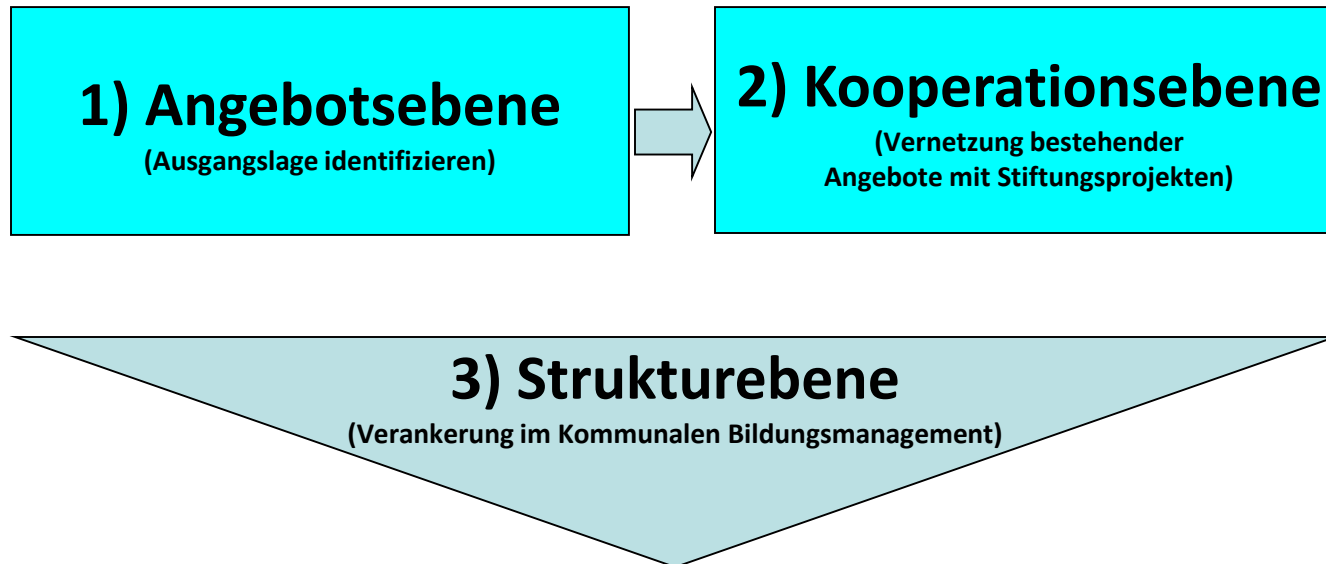 1) Angebotsebene
(Ausgangslage identifizieren)
2) Kooperationsebene
(Vernetzung bestehender
Angebote mit Stiftungsprojekten)
3) Strukturebene
(Verankerung im Kommunalen Bildungsmanagement)